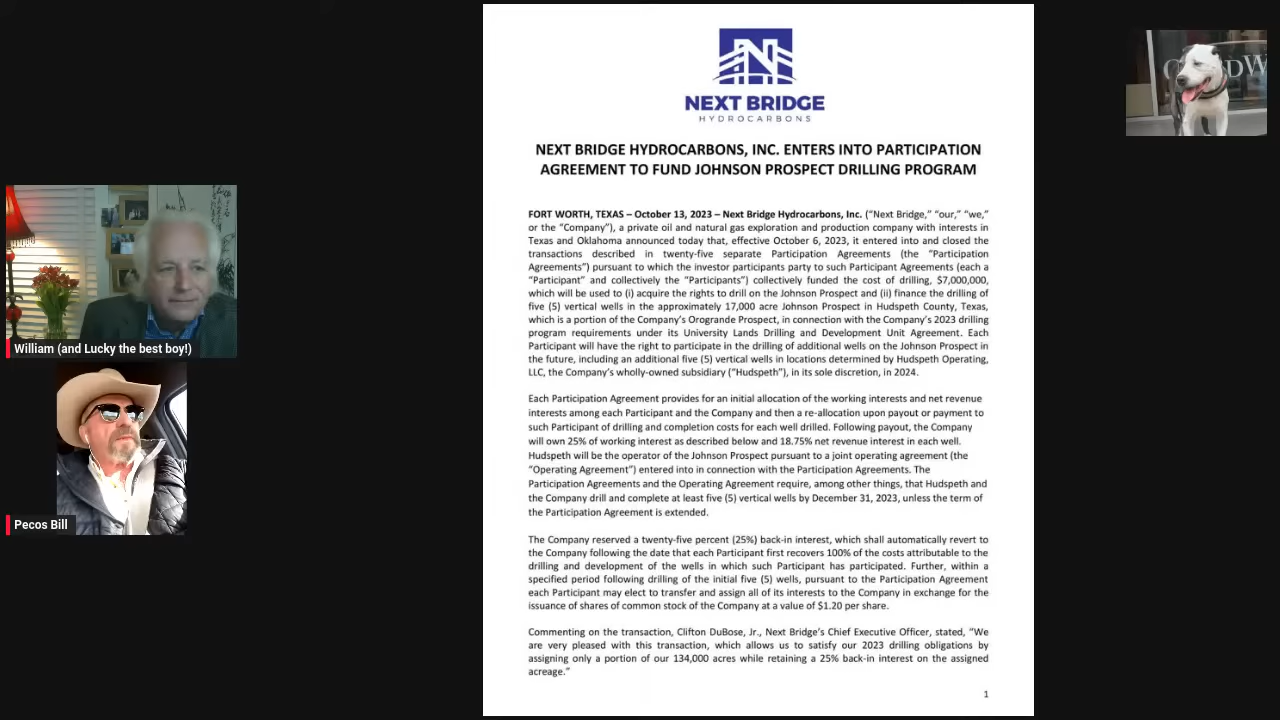 NEXT BRIDGE
HYDROCARBONS
NEXT BRIDGE HYDROCARBONS, INC. ENTERS INTO PARTICIPATION
AGREEMENT TO FUND JOHNSON PROSPECT DRILLING PROGRAM
FORT WORTH, TEXAS – October 13, 2023 – Next Bridge Hydrocarbons, Inc. (“Next Bridge,” “our,” “we,”
or the “Company”), a private oil and natural gas exploration and production company with interests in
Texas and Oklahoma announced today that, effective October 6, 2023, it entered into and closed the
transactions described in twenty-five separate Participation Agreements (the “Participation
Agreements”) pursuant to which the investor participants party to such Participant Agreements (each a
“Participant” and collectively the “Participants”) collectively funded the cost of drilling, $7,000,000,
which will be used to (i) acquire the rights to drill on the Johnson Prospect and (ii) finance the drilling of
five (5) vertical wells in the approximately 17,000 acre Johnson Prospect in Hudspeth County, Texas,
which is a portion of the Company’s Orogrande Prospect, in connection with the Company’s 2023 drilling
program requirements under its University Lands Drilling and Development Unit Agreement. Each
Participant will have the right to participate in the drilling of additional wells on the Johnson Prospect in
the future, including an additional five (5) vertical wells in locations determined by Hudspeth Operating,
LLC, the Company’s wholly-owned subsidiary (“Hudspeth”), in its sole discretion, in 2024.
Each Participation Agreement provides for an initial allocation of the working interests and net revenue
interests among each Participant and the Company and then a re-allocation upon payout or payment to
such Participant of drilling and completion costs for each well drilled. Following payout, the Company
will own 25% of working interest as described below and 18.75% net revenue interest in each well.
Hudspeth will be the operator of the Johnson Prospect pursuant to a joint operating agreement (the
“Operating Agreement”) entered into in connection with the Participation Agreements. The
Participation Agreements and the Operating Agreement require, among other things, that Hudspeth and
the Company drill and complete at least five (5) vertical wells by December 31, 2023, unless the term of
the Participation Agreement is extended.
The Company reserved a twenty-five percent (25%) back-in interest, which shall automatically revert to
the Company following the date that each Participant first recovers 100% of the costs attributable to the
drilling and development of the wells in which such Participant has participated. Further, within a
specified period following drilling of the initial five (5) wells, pursuant to the Participation Agreement
each Participant may elect to transfer and assign all of its interests to the Company in exchange for the
issuance of shares of common stock of the Company at a value of $1.20 per share.
Commenting on the transaction, Clifton DuBose, Jr., Next Bridge’s Chief Executive Officer, stated, “We
are very pleased with this transaction, which allows us to satisfy our 2023 drilling obligations by
assigning only a portion of our 134,000 acres while retaining a 25% back-in interest on the assigned
acreage.”
1
William (and Lucky the best boy!)
Pecos Bill